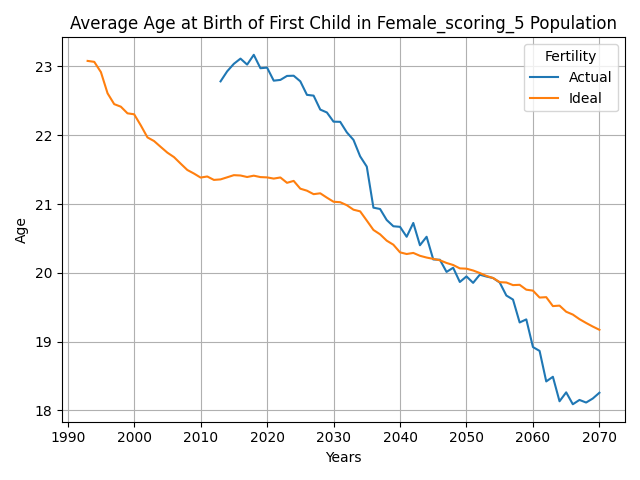 Average Age at Birth of First Child in Female_scoring_5 Population
Fertility
Actual
Ideal
Age
23
22
21
20
19
18
1990 2000 2010 2020 2030 2040 2050 2060 2070
Years